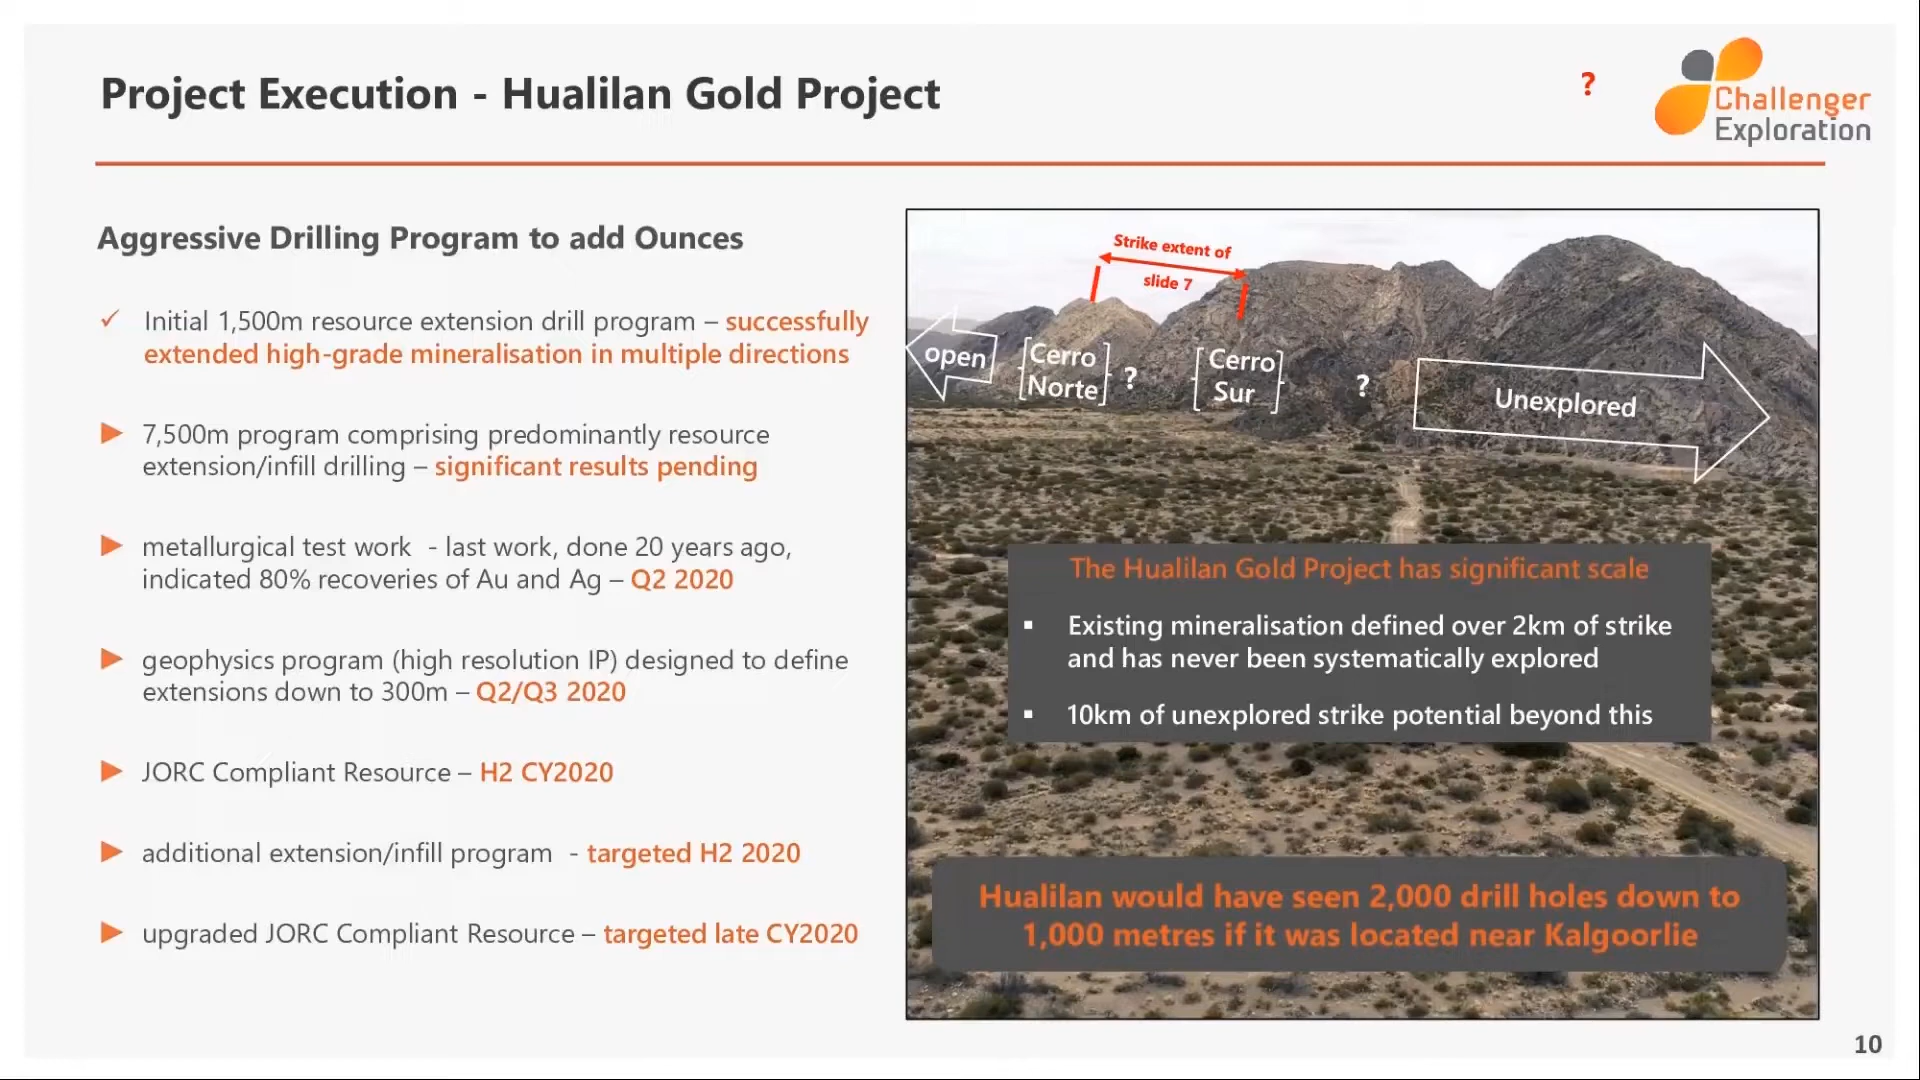 Project Execution - Hualilan Gold Project
?
Challenger
Exploration
Aggressive Drilling Program to add Ounces
✓ Initial 1,500m resource extension drill program – successfully
extended high-grade mineralisation in multiple directions
► 7,500m program comprising predominantly resource
extension/infill drilling – significant results pending
► metallurgical test work  - last work, done 20 years ago,
indicated 80% recoveries of Au and Ag – Q2 2020
► geophysics program (high resolution IP) designed to define
extensions down to 300m – Q2/Q3 2020
► JORC Compliant Resource – H2 CY2020
► additional extension/infill program  - targeted H2 2020
► upgraded JORC Compliant Resource – targeted late CY2020
Strike extent of
slide 7
open
Cerro
Norte
?
Cerro
Sur
?
Unexplored
The Hualilan Gold Project has significant scale
▪ Existing mineralisation defined over 2km of strike
and has never been systematically explored
▪ 10km of unexplored strike potential beyond this
Hualilan would have seen 2,000 drill holes down to
1,000 metres if it was located near Kalgoorlie
10